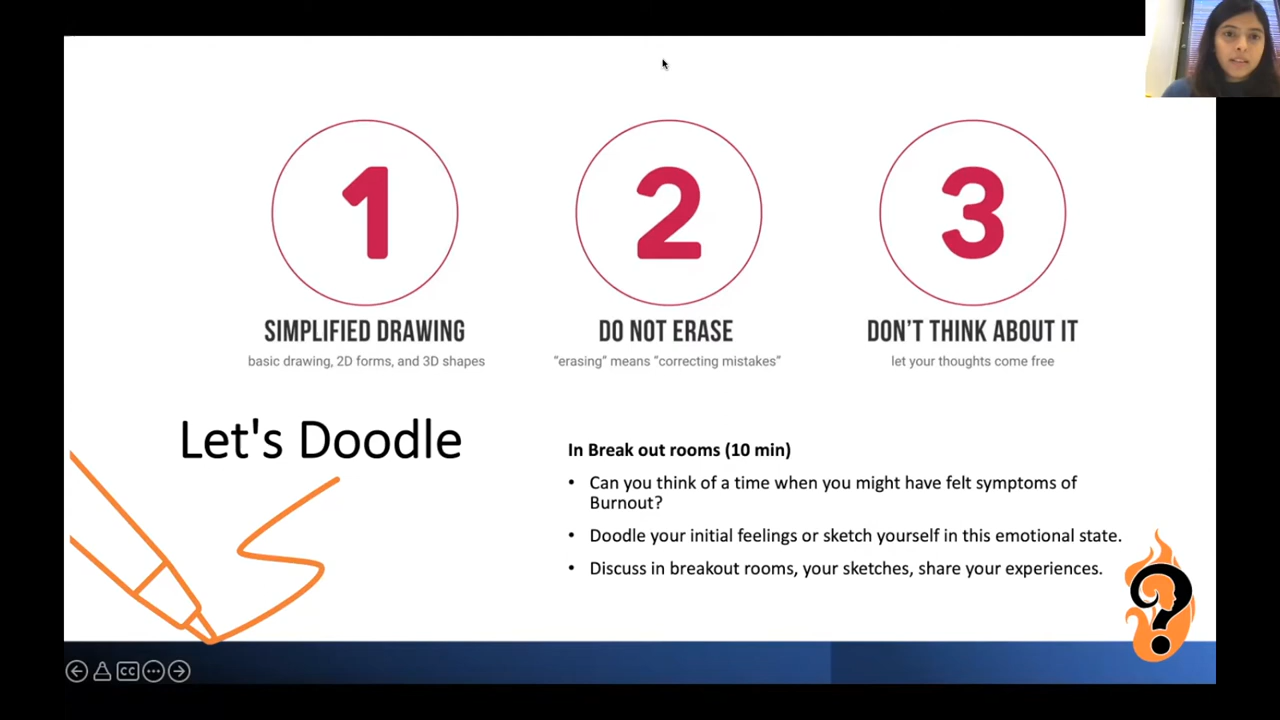 1
2
3
SIMPLIFIED DRAWING
basic drawing, 2D forms, and 3D shapes
DO NOT ERASE
“erasing” means “correcting mistakes”
DON'T THINK ABOUT IT
let your thoughts come free
Let's Doodle
In Break out rooms (10 min)
• Can you think of a time when you might have felt symptoms of
Burnout?
• Doodle your initial feelings or sketch yourself in this emotional state.
• Discuss in breakout rooms, your sketches, share your experiences.
?
CC